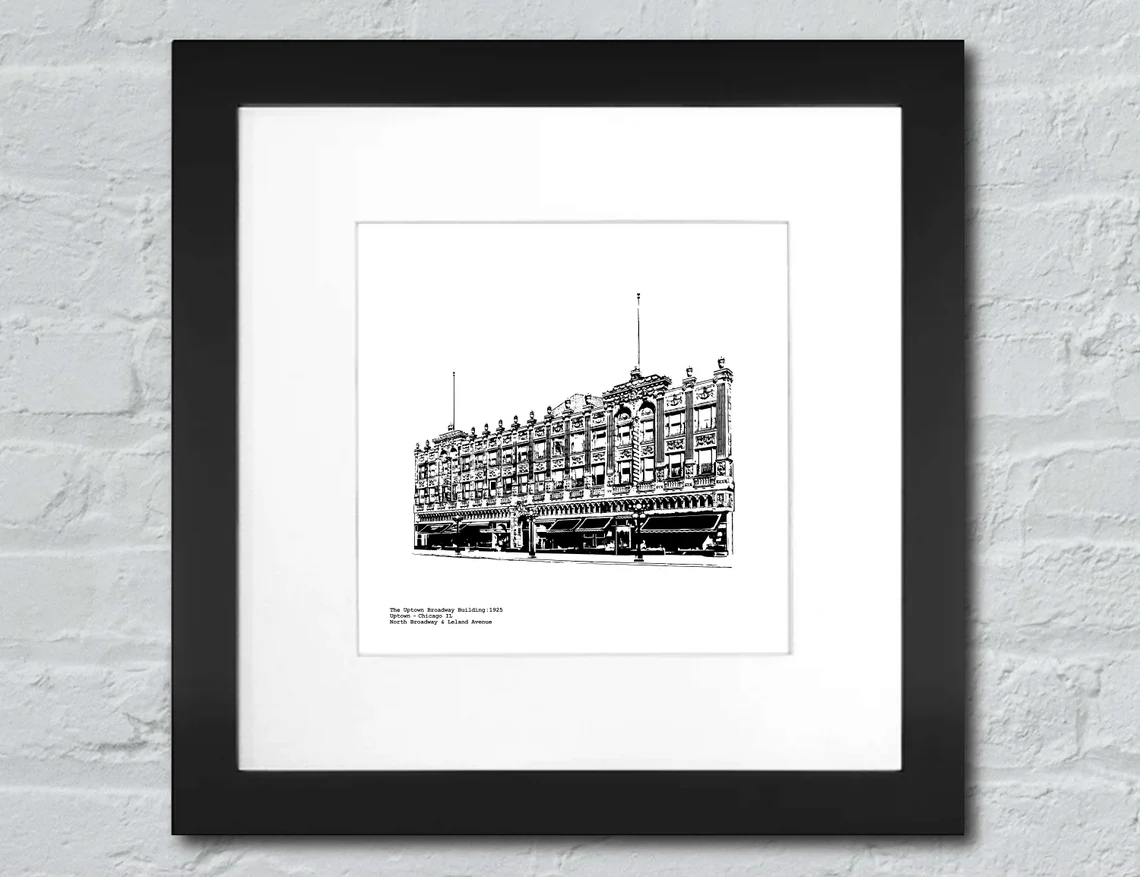 The Uptown Broadway Building:1925
Uptown - Chicago IL
North Broadway & Leland Avenue